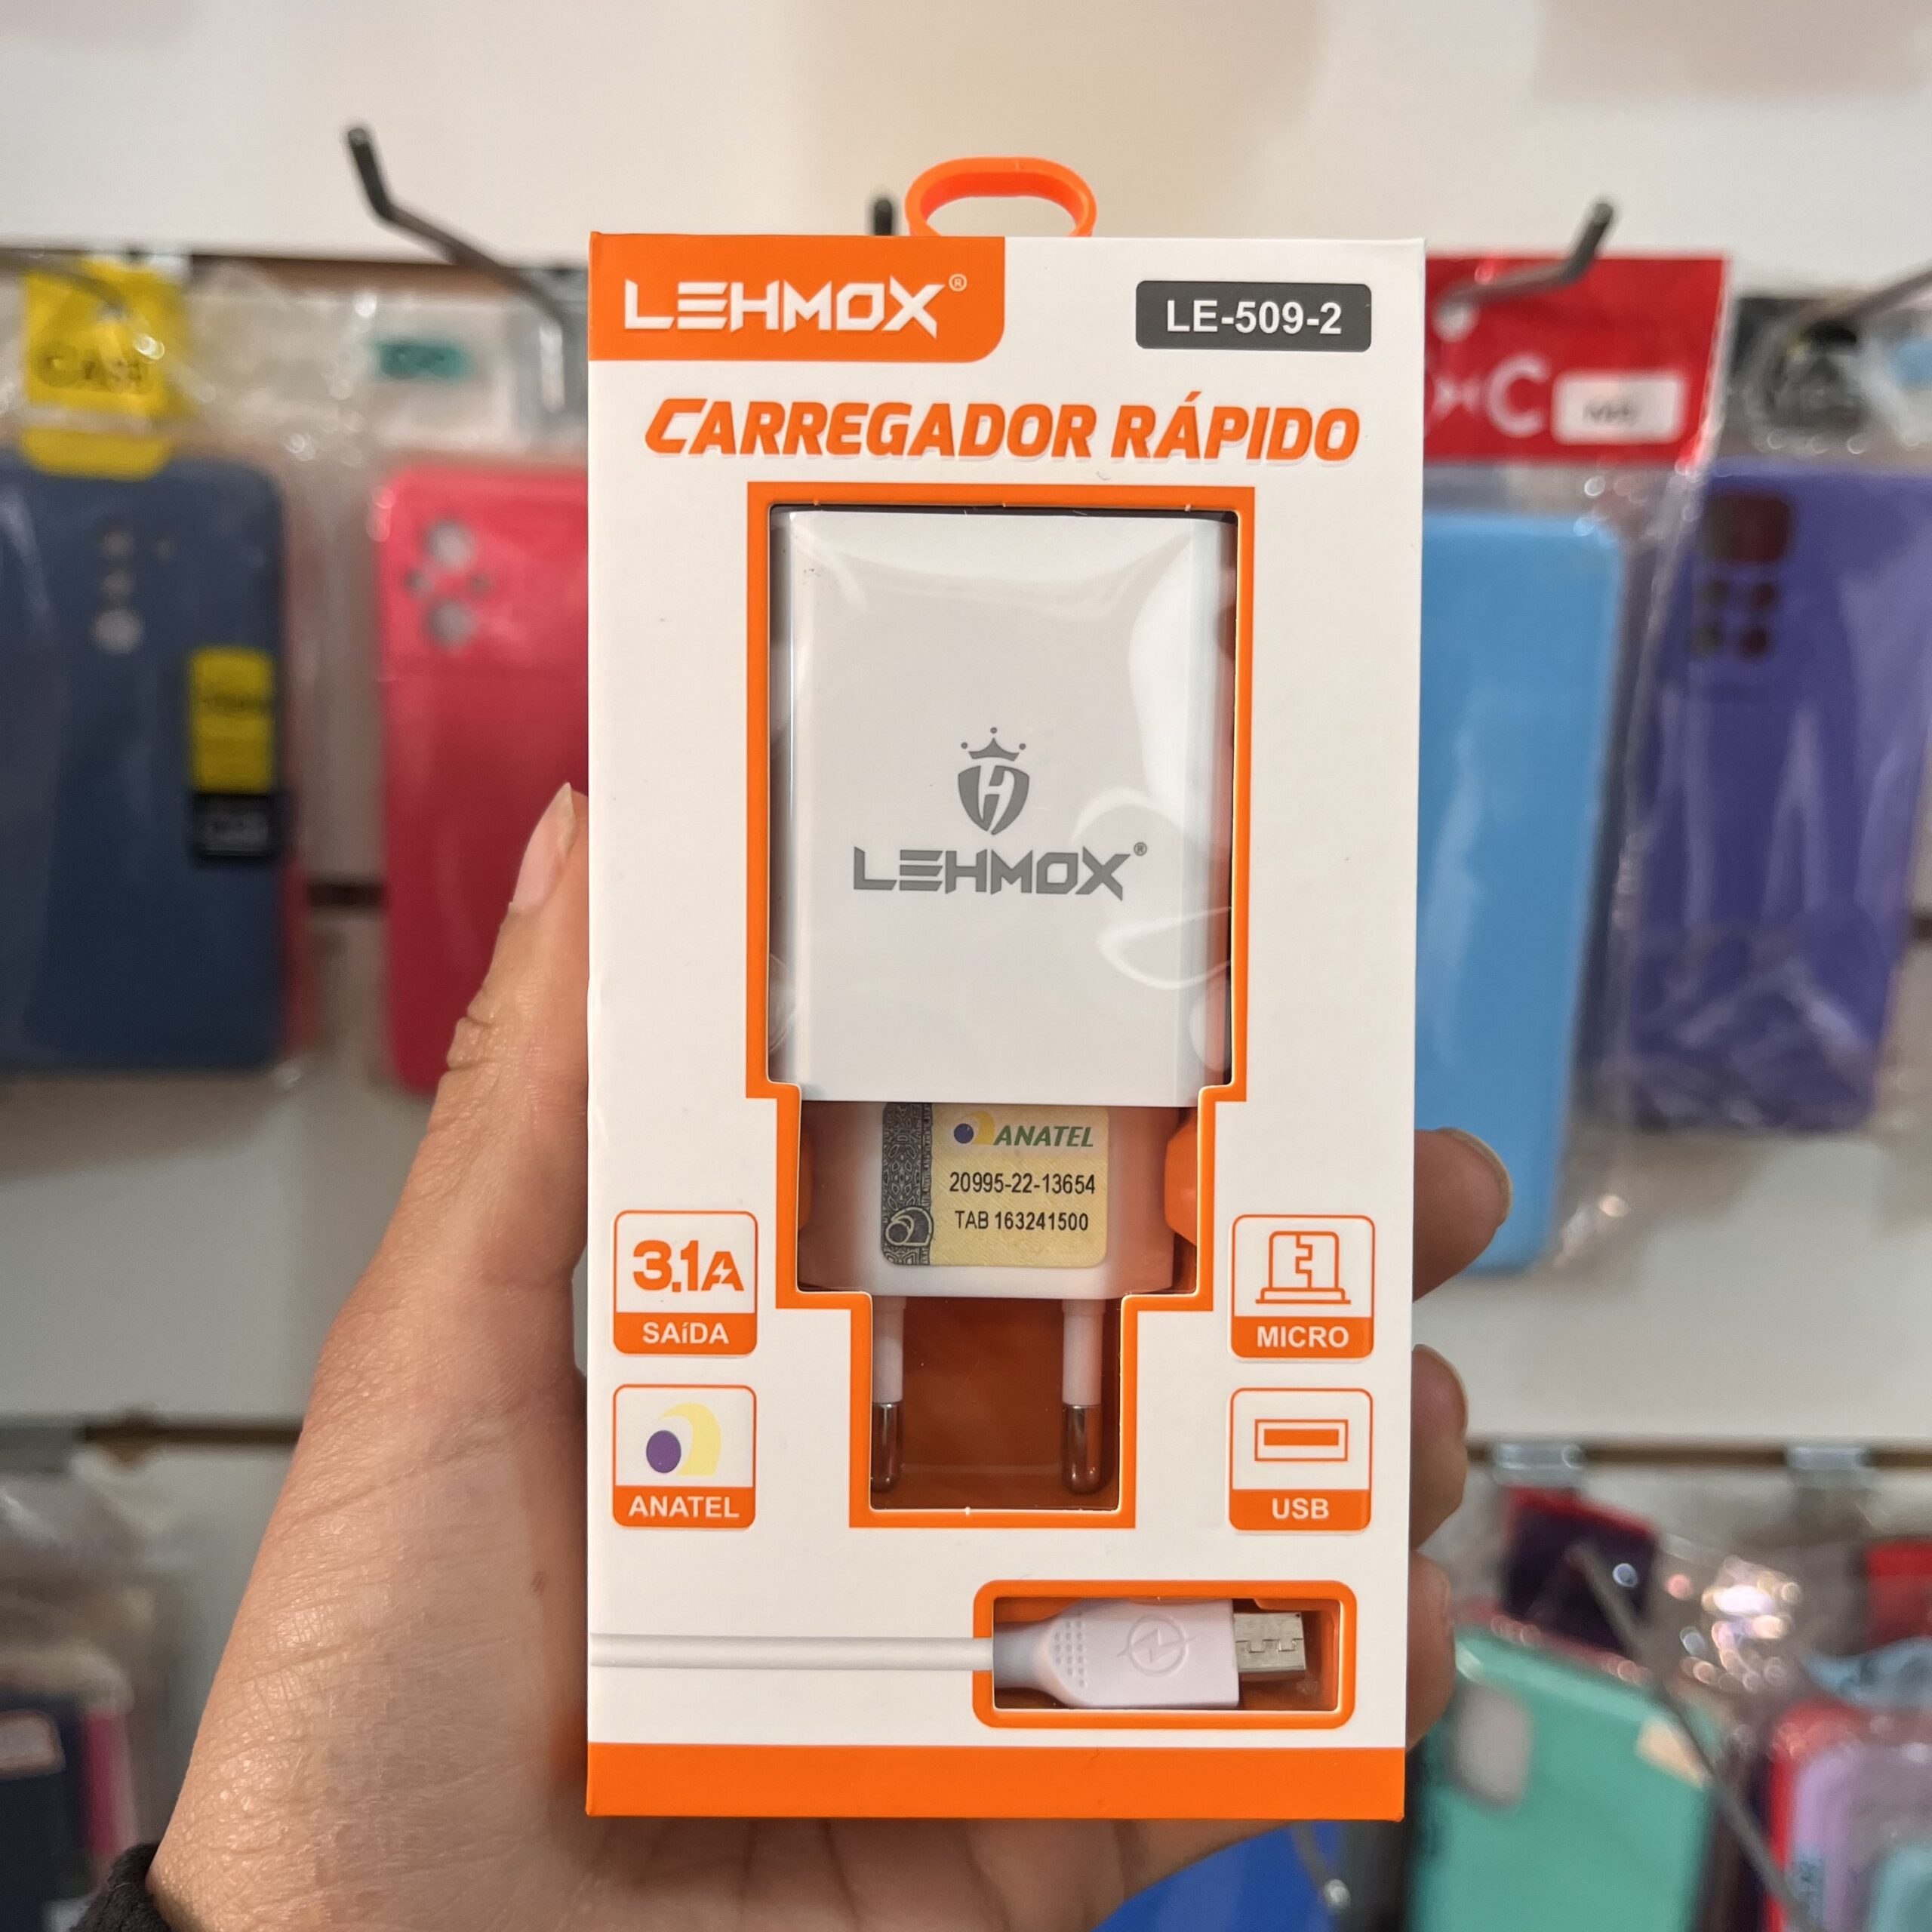 LEHMOX®
LE-509-2
CARREGADOR RÁPIDO
LEHMOX®
ANATEL
20995-22-13654
TAB 163241500
3.1A
SAíDA
MICRO
ANATEL
USB